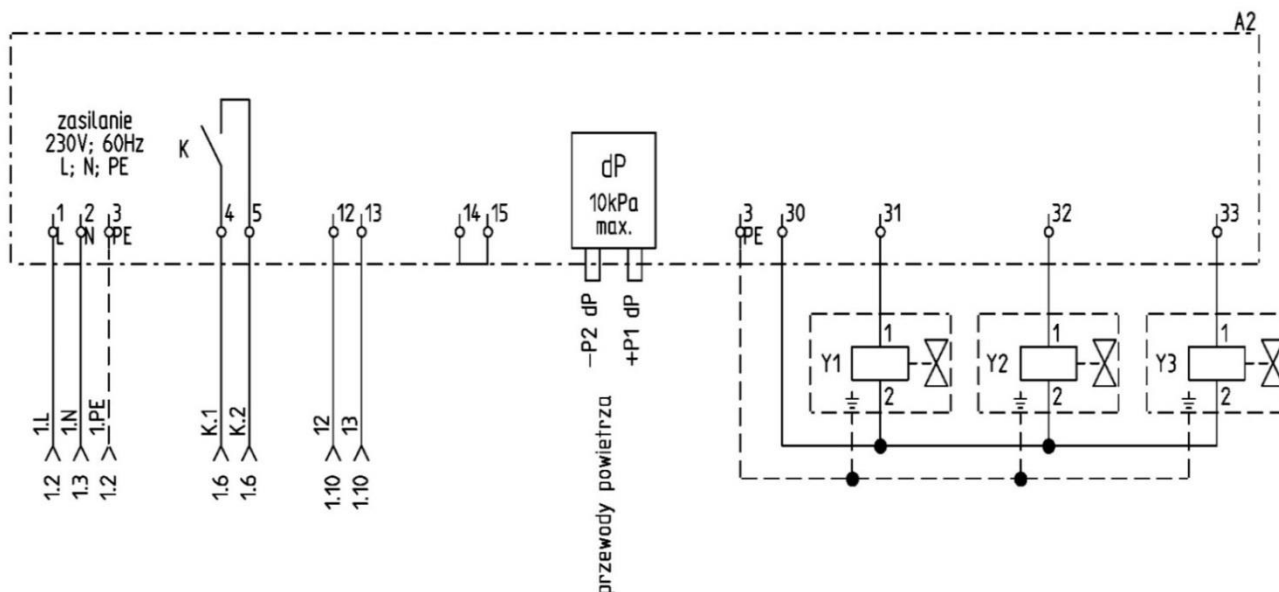 A2
zasilanie
230V; 60Hz
L; N; PE
K
dP
10kPa
max.
1 2 3 4 5 12 13 14 15 3 30 31 32 33
L N PE PE
-P2 dP
+P1 dP
1 1 1
Y1 Y2 Y3
2 2 2
1.L 1.N 1.PE K.1 K.2 12 13
1.2 1.3 1.2 1.6 1.6 1.10 1.10
przewody powietrza